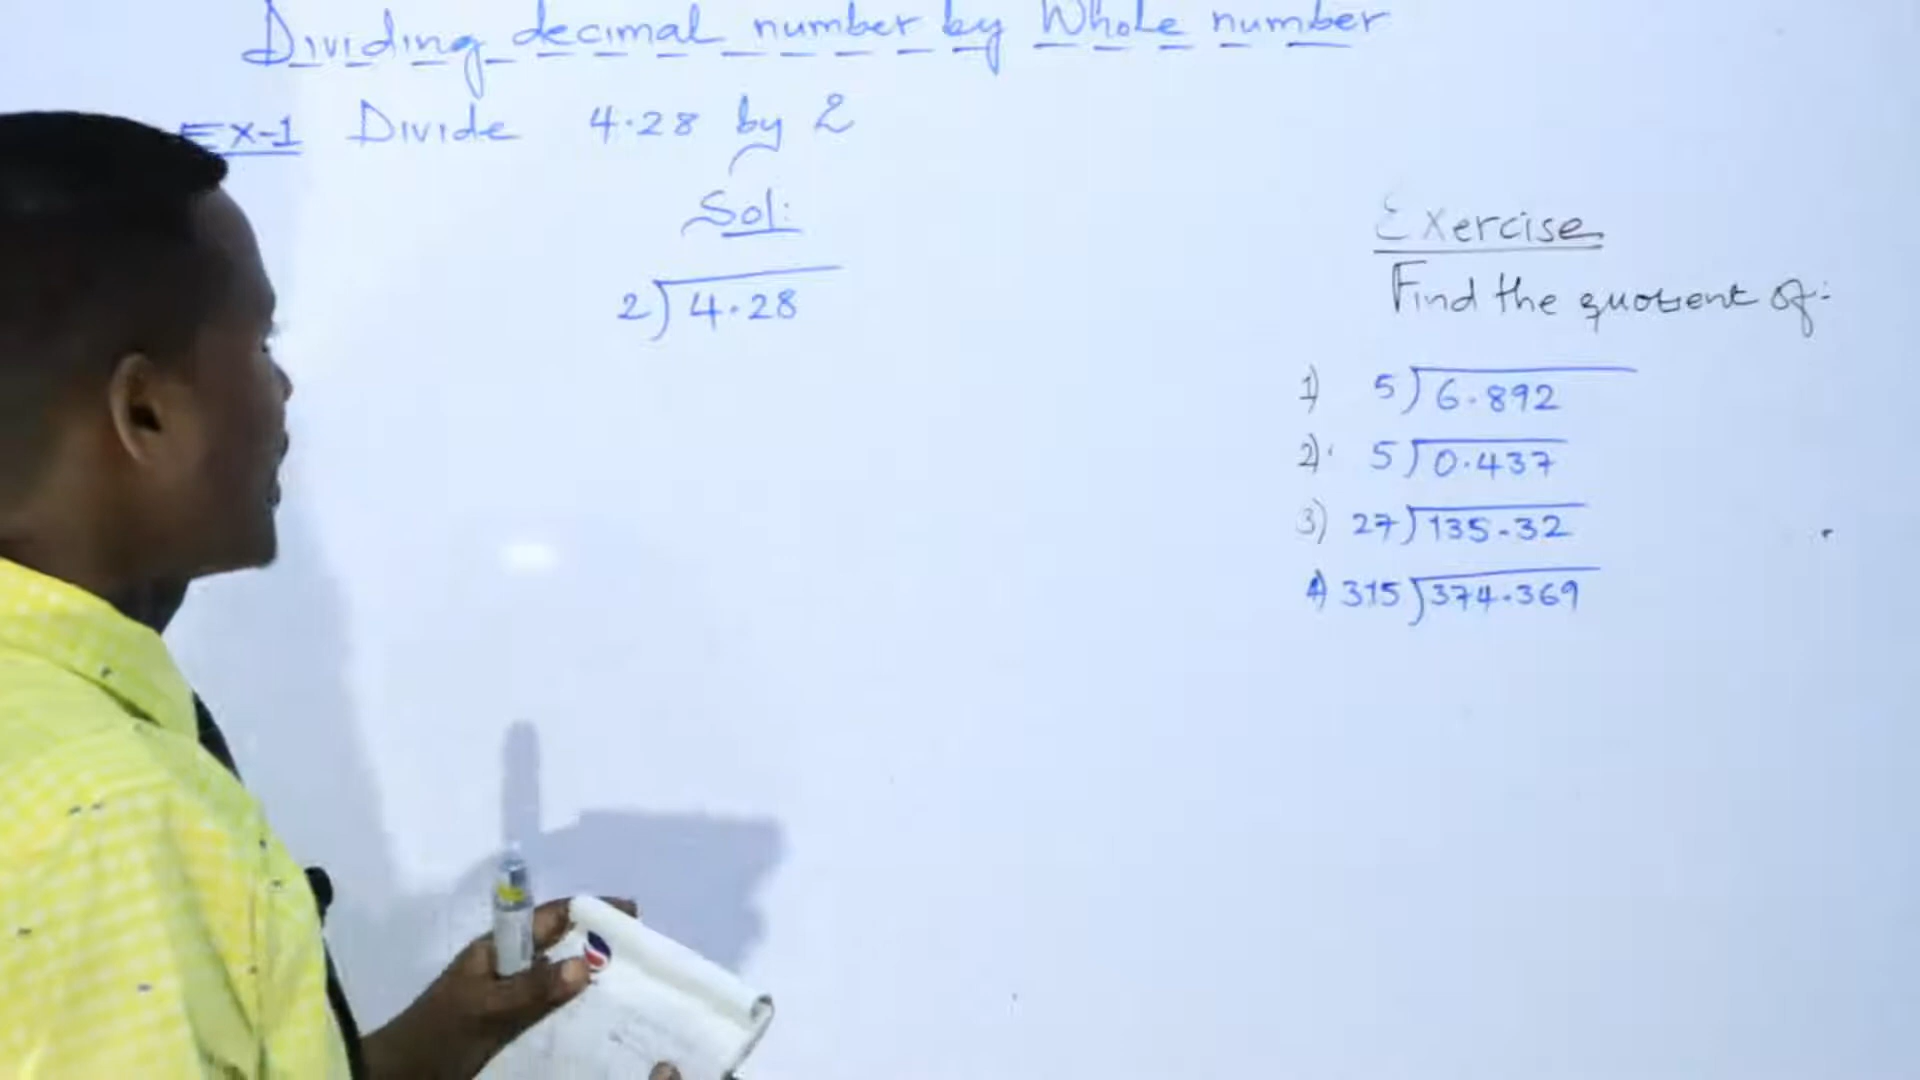 Dividing decimal number by Whole number
EX-1 Divide 4.28 by 2
Sol:
2)4.28
Exercise
Find the quotient of:
1) 5)6.892
2) 5)0.437
3) 27)135.32
4) 315)374.369